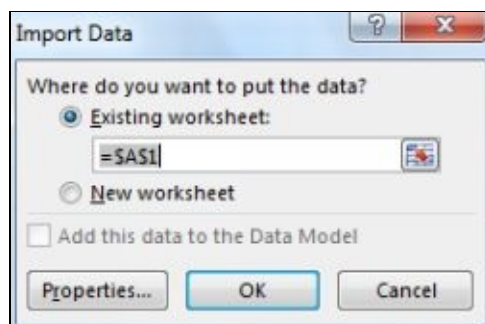 Import Data
?
Where do you want to put the data?
Existing worksheet:
=$A$1
New worksheet
Add this data to the Data Model
Properties...
OK
Cancel